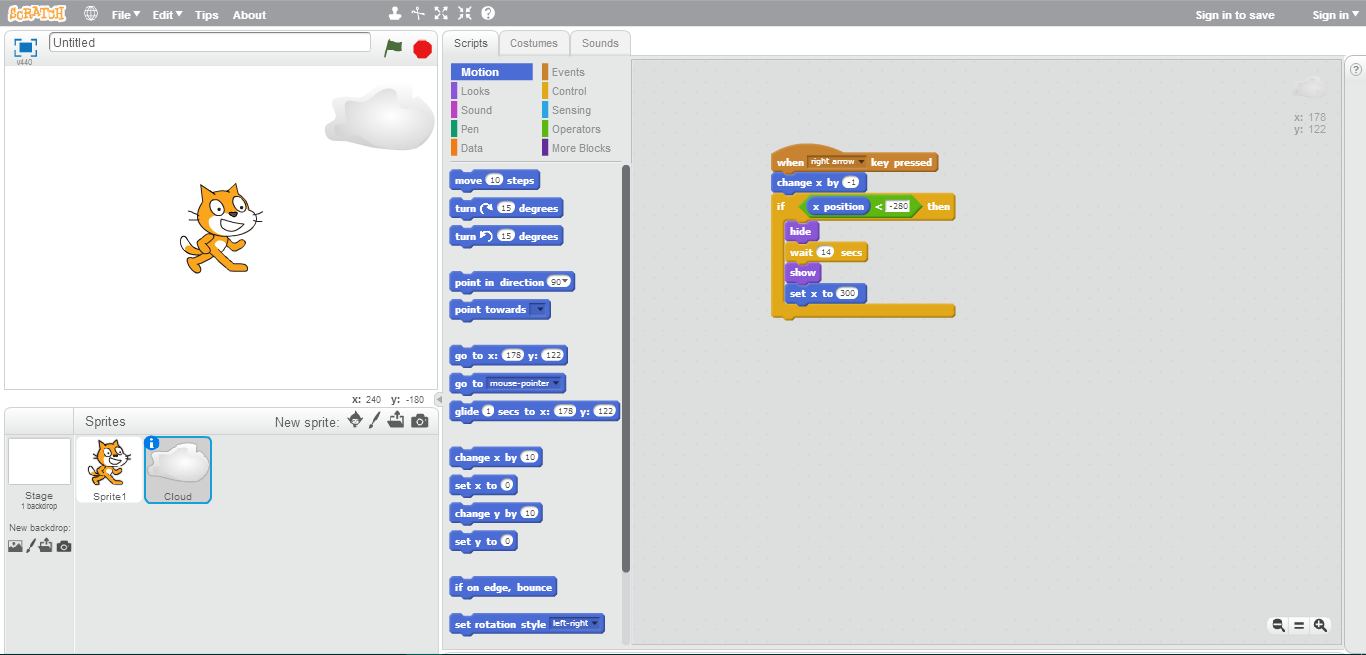 SCRATCH File Edit Tips About Sign in to save Sign in
Untitled
v440
x: 240 y: -180
Sprites New sprite:
Stage
1 backdrop
New backdrop:
Sprite1
Cloud
Scripts Costumes Sounds
Motion Events
Looks Control
Sound Sensing
Pen Operators
Data More Blocks
move 10 steps
turn 15 degrees
turn 15 degrees
point in direction 90
point towards
go to x: 178 y: 122
go to mouse-pointer
glide 1 secs to x: 178 y: 122
change x by 10
set x to 0
change y by 10
set y to 0
if on edge, bounce
set rotation style left-right
when right arrow key pressed
change x by -1
if x position < -280 then
hide
wait 14 secs
show
set x to 300
x: 178
y: 122